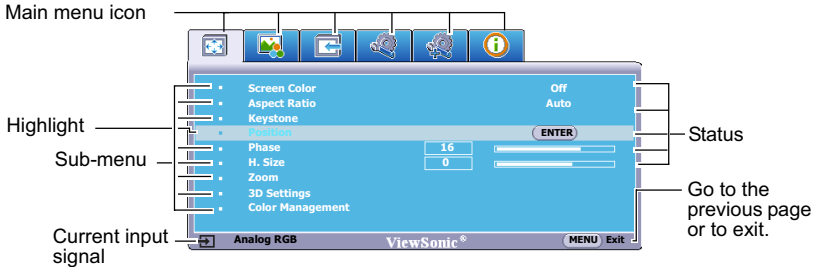 Main menu icon
Screen Color Off
Aspect Ratio Auto
Keystone
Highlight
Position ENTER
Status
Phase 16
Sub-menu
H. Size 0
Zoom
3D Settings
Color Management
Go to the
previous page
or to exit.
Current input
signal
Analog RGB ViewSonic® MENU Exit